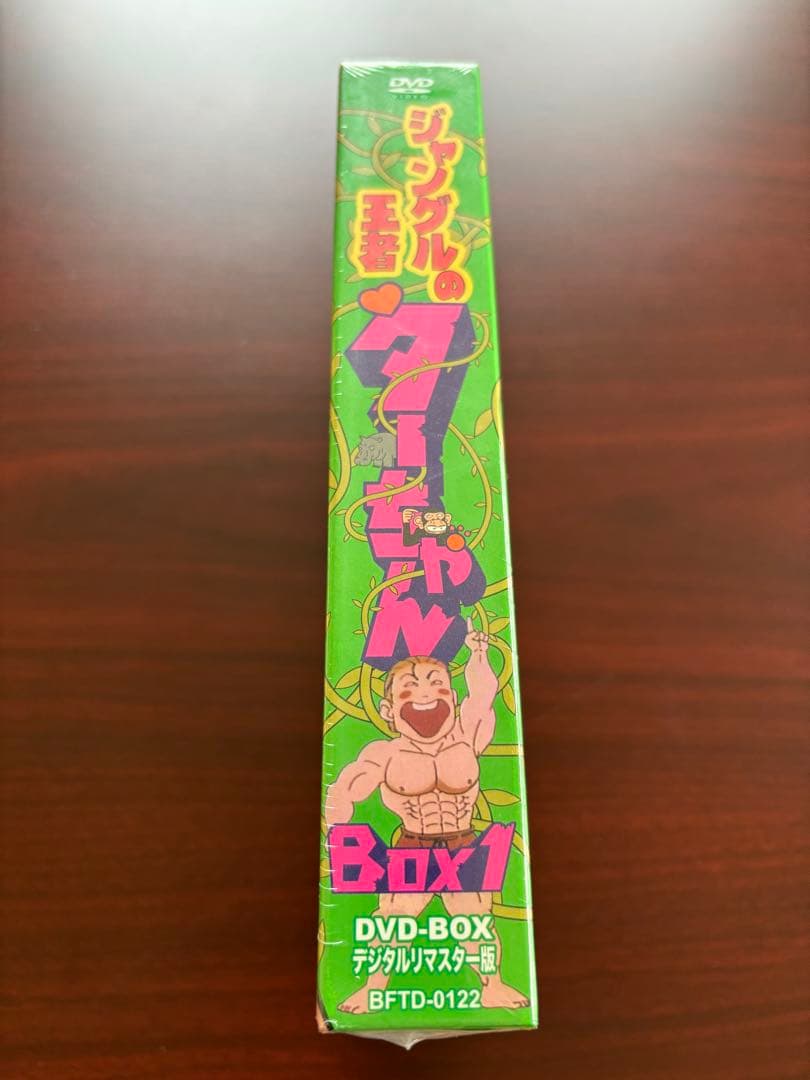 DVD
VIDEO
ジャングルの
王者
ターちゃん
Box1
DVD-BOX
デジタルリマスター版
BFTD-0122